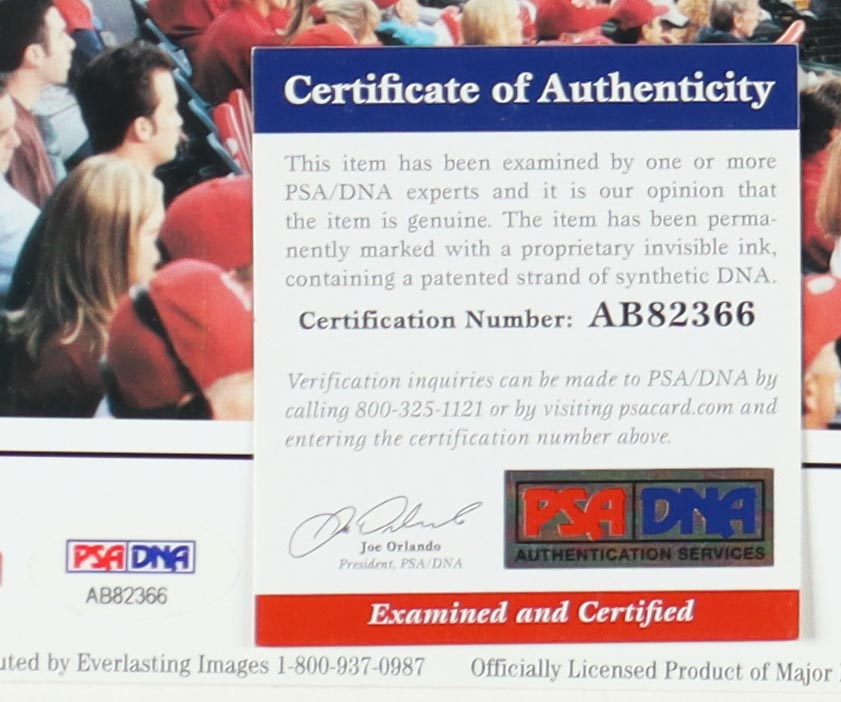 Certificate of Authenticity
This item has been examined by one or more
PSA/DNA experts and it is our opinion that
the item is genuine. The item has been perma-
nently marked with a proprietary invisible ink,
containing a patented strand of synthetic DNA.
Certification Number: AB82366
Verification inquiries can be made to PSA/DNA by
calling 800-325-1121 or by visiting psacard.com and
entering the certification number above.
Joe Orlando
President, PSA/DNA
PSA DNA
AUTHENTICATION SERVICES
Examined and Certified
PSA DNA
AB82366
uted by Everlasting Images 1-800-937-0987
Officially Licensed Product of Major